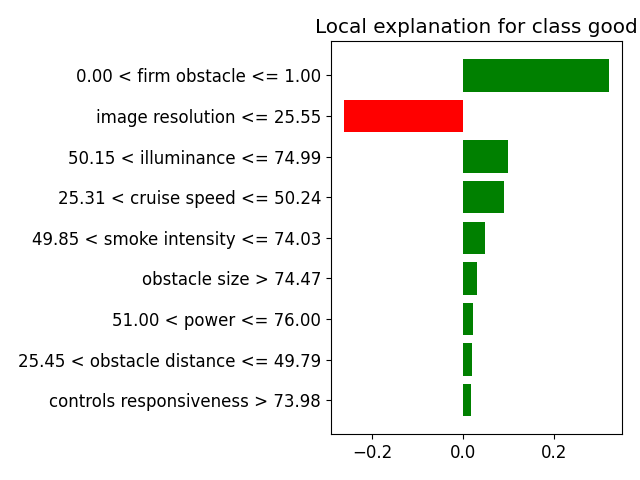 Local explanation for class good
0.00 < firm obstacle <= 1.00
image resolution <= 25.55
50.15 < illuminance <= 74.99
25.31 < cruise speed <= 50.24
49.85 < smoke intensity <= 74.03
obstacle size > 74.47
51.00 < power <= 76.00
25.45 < obstacle distance <= 49.79
controls responsiveness > 73.98
−0.2 0.0 0.2